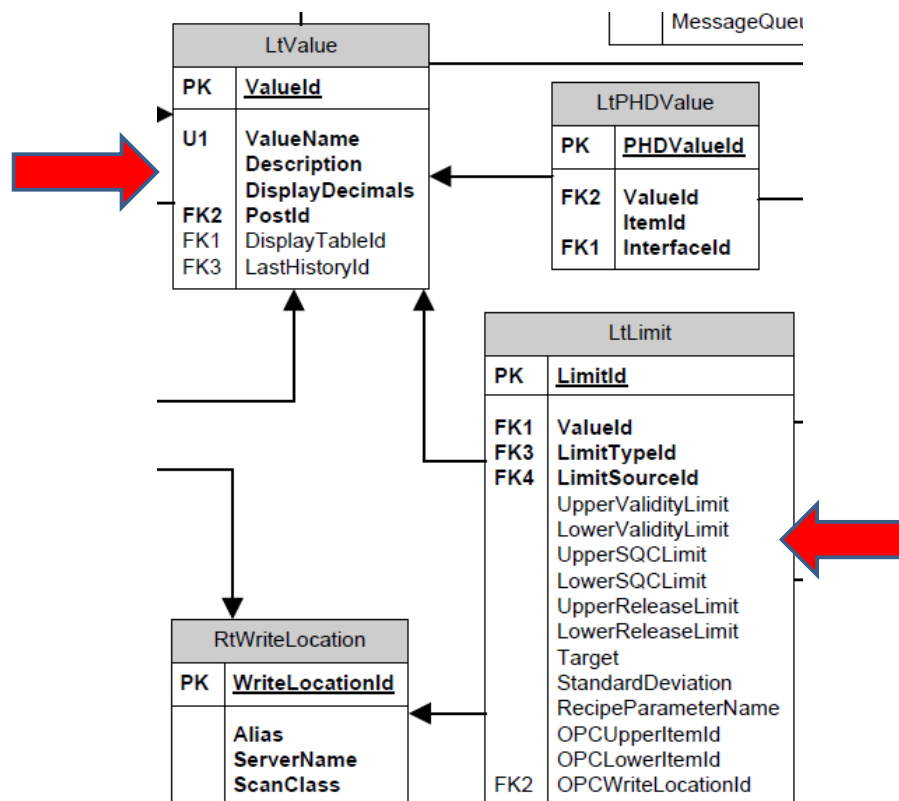 MessageQueu
LtValue
PK ValueId
U1 ValueName
Description
DisplayDecimals
FK2 PostId
FK1 DisplayTableId
FK3 LastHistoryId
LtPHDValue
PK PHDValueId
FK2 ValueId
ItemId
FK1 InterfaceId
LtLimit
PK LimitId
FK1 ValueId
FK3 LimitTypeId
FK4 LimitSourceId
UpperValidityLimit
LowerValidityLimit
UpperSQCLimit
LowerSQCLimit
UpperReleaseLimit
LowerReleaseLimit
Target
StandardDeviation
RecipeParameterName
OPCUpperItemId
OPCLowerItemId
FK2 OPCWriteLocationId
RtWriteLocation
PK WriteLocationId
Alias
ServerName
ScanClass